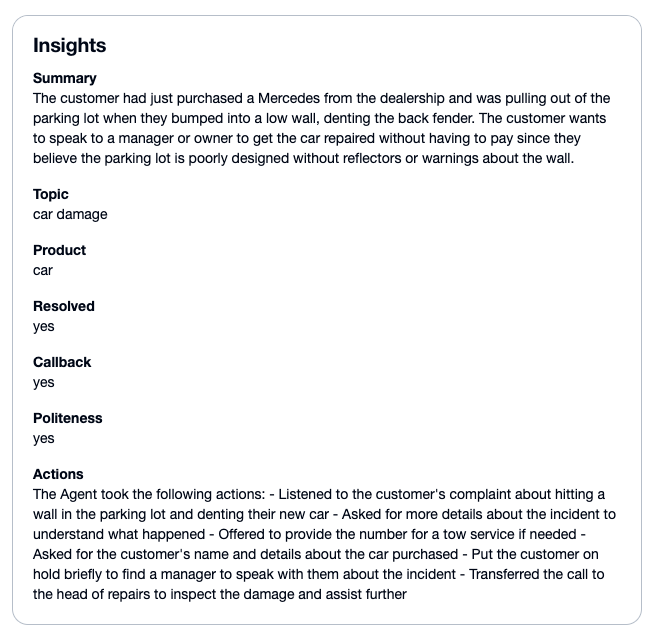 Insights
Summary
The customer had just purchased a Mercedes from the dealership and was pulling out of the
parking lot when they bumped into a low wall, denting the back fender. The customer wants
to speak to a manager or owner to get the car repaired without having to pay since they
believe the parking lot is poorly designed without reflectors or warnings about the wall.
Topic
car damage
Product
car
Resolved
yes
Callback
yes
Politeness
yes
Actions
The Agent took the following actions: - Listened to the customer's complaint about hitting a
wall in the parking lot and denting their new car - Asked for more details about the incident to
understand what happened - Offered to provide the number for a tow service if needed -
Asked for the customer's name and details about the car purchased - Put the customer on
hold briefly to find a manager to speak with them about the incident - Transferred the call to
the head of repairs to inspect the damage and assist further